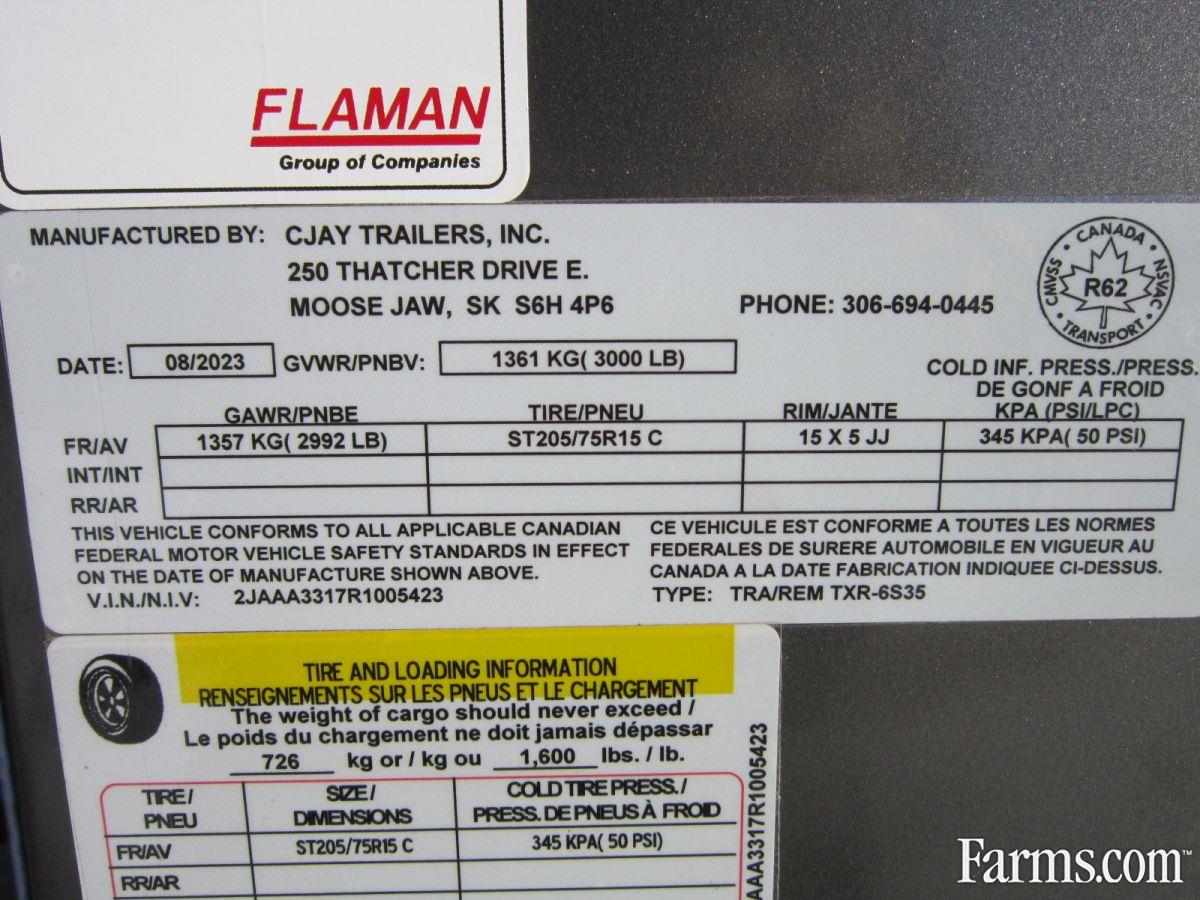 FLAMAN
Group of Companies
MANUFACTURED BY: CJAY TRAILERS, INC.
250 THATCHER DRIVE E.
MOOSE JAW, SK S6H 4P6 PHONE: 306-694-0445
CANADA
CMVSS R62 NSVAC
TRANSPORT
DATE: 08/2023 GVWR/PNBV: 1361 KG( 3000 LB)
COLD INF. PRESS./PRESS.
DE GONF A FROID
GAWR/PNBE TIRE/PNEU RIM/JANTE KPA (PSI/LPC)
FR/AV 1357 KG( 2992 LB) ST205/75R15 C 15 X 5 JJ 345 KPA( 50 PSI)
INT/INT
RR/AR
THIS VEHICLE CONFORMS TO ALL APPLICABLE CANADIAN
FEDERAL MOTOR VEHICLE SAFETY STANDARDS IN EFFECT
ON THE DATE OF MANUFACTURE SHOWN ABOVE.
V.I.N./N.I.V: 2JAAA3317R1005423
CE VEHICULE EST CONFORME A TOUTES LES NORMES
FEDERALES DE SURERE AUTOMOBILE EN VIGUEUR AU
CANADA A LA DATE FABRICATION INDIQUEE CI-DESSUS.
TYPE: TRA/REM TXR-6S35
TIRE AND LOADING INFORMATION
RENSEIGNEMENTS SUR LES PNEUS ET LE CHARGEMENT
The weight of cargo should never exceed /
Le poids du chargement ne doit jamais dépassar
726 kg or / kg ou 1,600 lbs. / lb.
TIRE / SIZE / COLD TIRE PRESS. /
PNEU DIMENSIONS PRESS. DE PNEUS À FROID
FR/AV ST205/75R15 C 345 KPA( 50 PSI)
RR/AR
AAA3317R1005423
Farms.com™